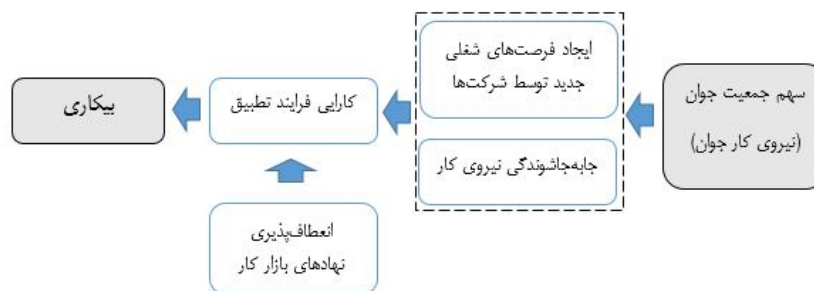 سهم جمعیت جوان
(نیروی کار جوان)
ایجاد فرصت‌های شغلی
جدید توسط شرکت‌ها
جابه‌جاشوندگی نیروی کار
کارایی فرایند تطبیق
انعطاف‌پذیری
نهادهای بازار کار
بیکاری